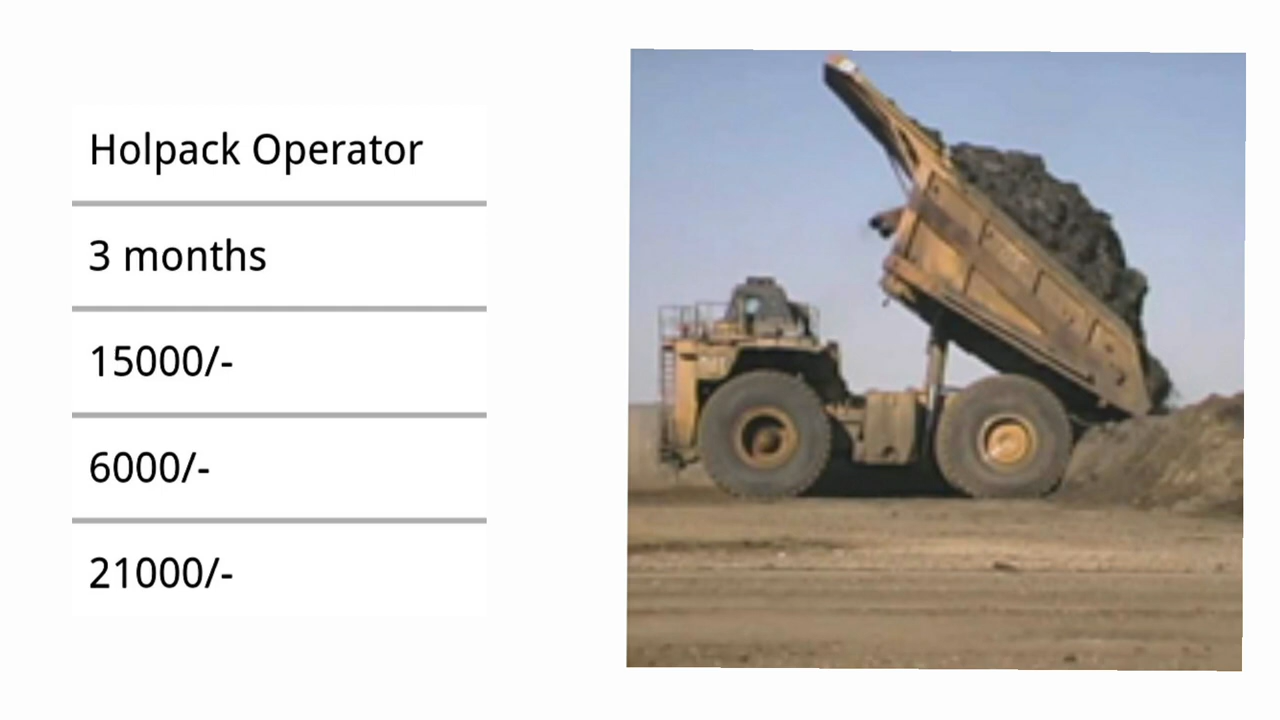 Holpack Operator
3 months
15000/-
6000/-
21000/-